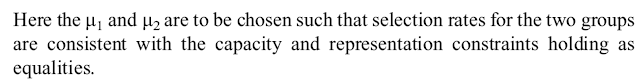 Here the μ₁ and μ₂ are to be chosen such that selection rates for the two groups
are consistent with the capacity and representation constraints holding as
equalities.